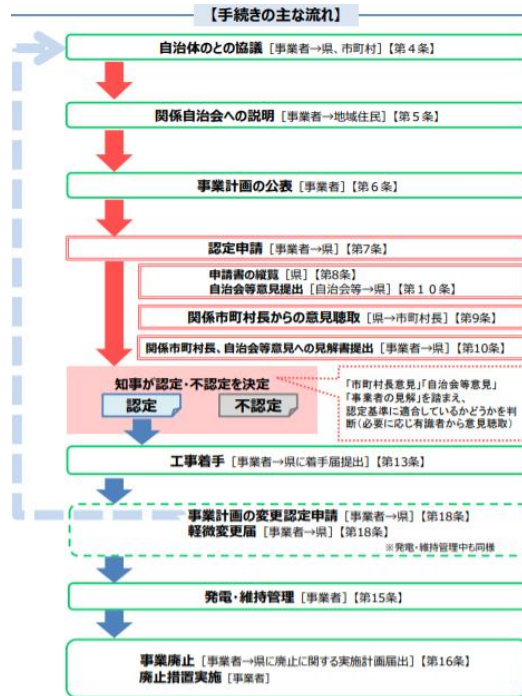 【手続きの主な流れ】
自治体のとの協議［事業者→県、市町村］【第４条】
関係自治会への説明［事業者→地域住民］【第５条】
事業計画の公表［事業者］【第６条】
認定申請［事業者→県］【第7条】
申請書の縦覧［県］【第8条】
自治会等意見提出［自治会等→県］【第１０条】
関係市町村長からの意見聴取［県→市町村長］【第9条】
関係市町村長、自治会等意見への見解書提出［事業者→県］【第10条】
知事が認定・不認定を決定
認定
不認定
「市町村長意見」「自治会等意見」
「事業者の見解」を踏まえ、
認定基準に適合しているかどうかを判
断（必要に応じ有識者から意見聴取）
工事着手［事業者→県に着手届提出］【第13条】
事業計画の変更認定申請［事業者→県］【第18条】
軽微変更届［事業者→県］【第18条】
※発電・維持管理中も同様
発電・維持管理［事業者］【第15条】
事業廃止［事業者→県に廃止に関する実施計画届出］【第16条】
廃止措置実施［事業者］